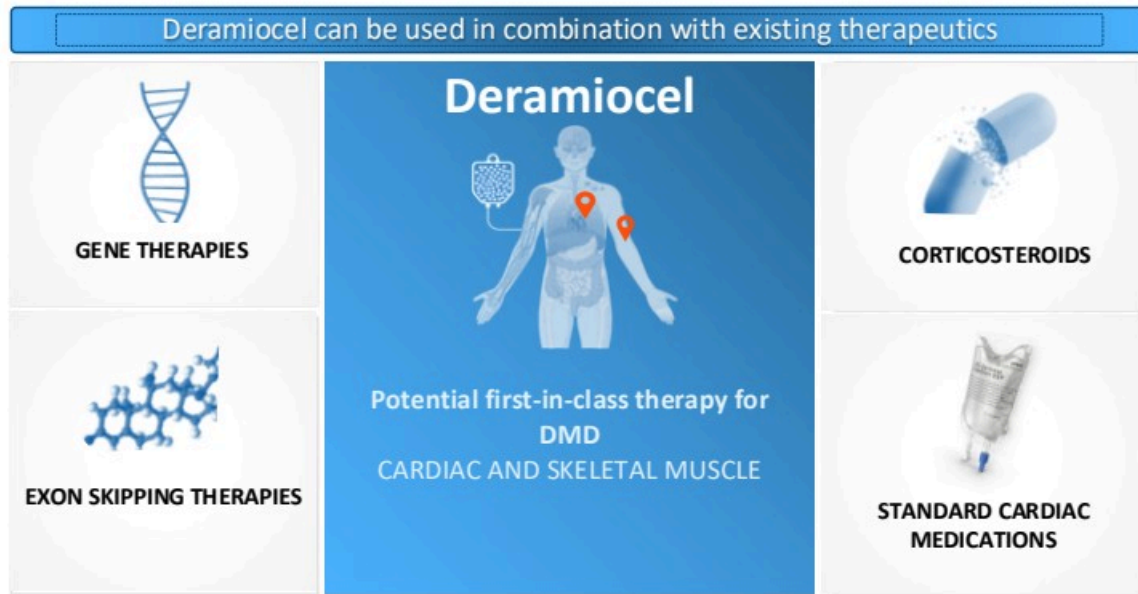 Deramiocel can be used in combination with existing therapeutics
GENE THERAPIES
EXON SKIPPING THERAPIES
Deramiocel
Potential first-in-class therapy for
DMD
CARDIAC AND SKELETAL MUSCLE
CORTICOSTEROIDS
STANDARD CARDIAC
MEDICATIONS